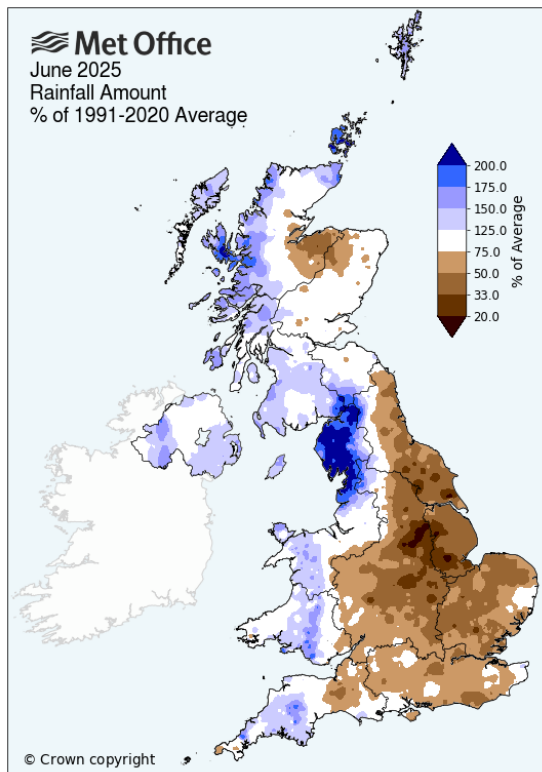 Met Office
June 2025
Rainfall Amount
% of 1991-2020 Average
200.0
175.0
150.0
125.0
75.0
50.0
33.0
20.0
% of Average
© Crown copyright